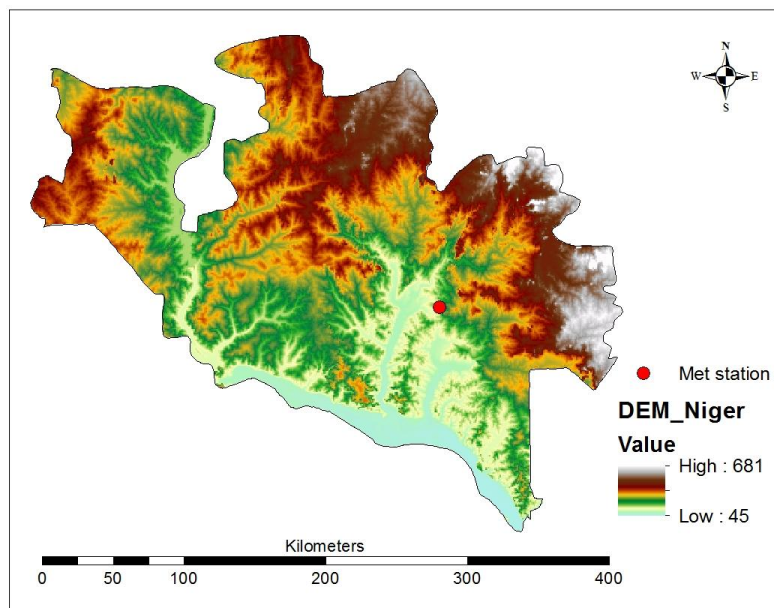 N
W E
S
Met station
DEM_Niger
Value
High : 681
Low : 45
Kilometers
0 50 100 200 300 400